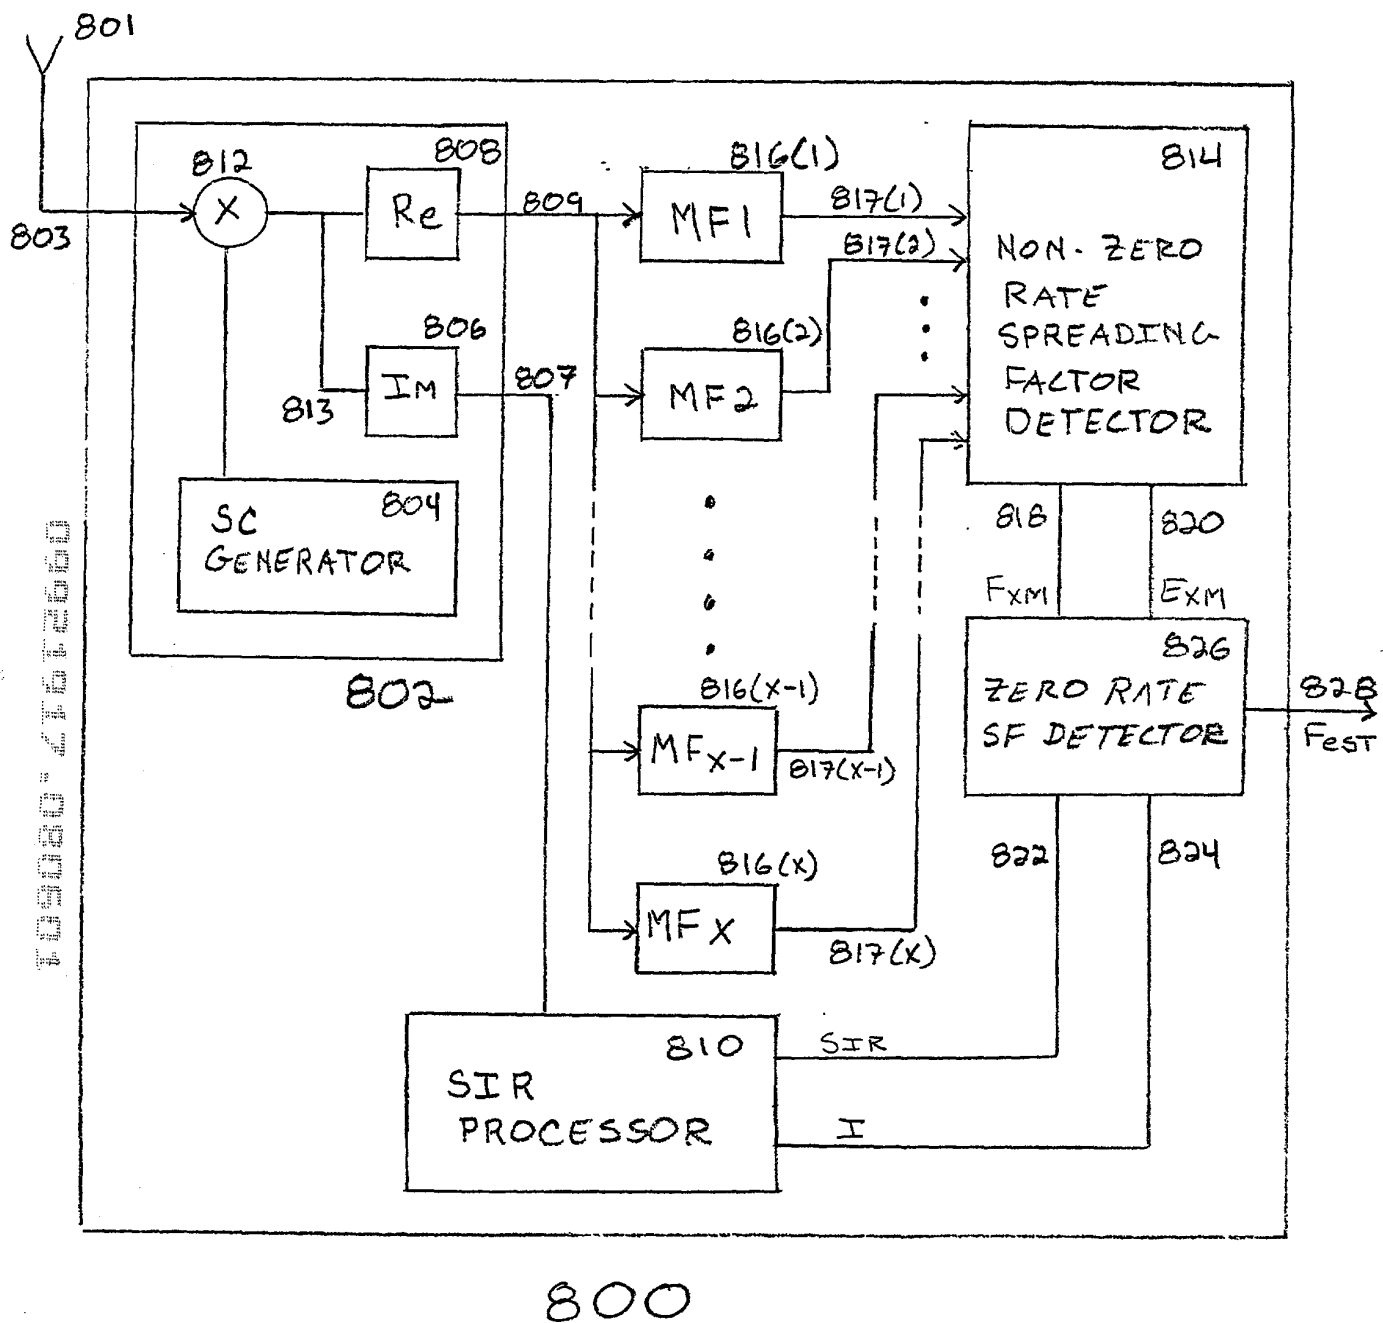 801
803
812
X
808
Re
809
806
Im
807
813
804
SC
GENERATOR
802
816(1)
MF1
817(1)
817(2)
816(2)
MF2
816(X-1)
MFX-1
817(X-1)
816(X)
MFX
817(X)
814
NON-ZERO
RATE
SPREADING
FACTOR
DETECTOR
818
820
FXM
EXM
826
ZERO RATE
SF DETECTOR
828
FEST
822
824
810
SIR
PROCESSOR
SIR
I
09921917.080501
800